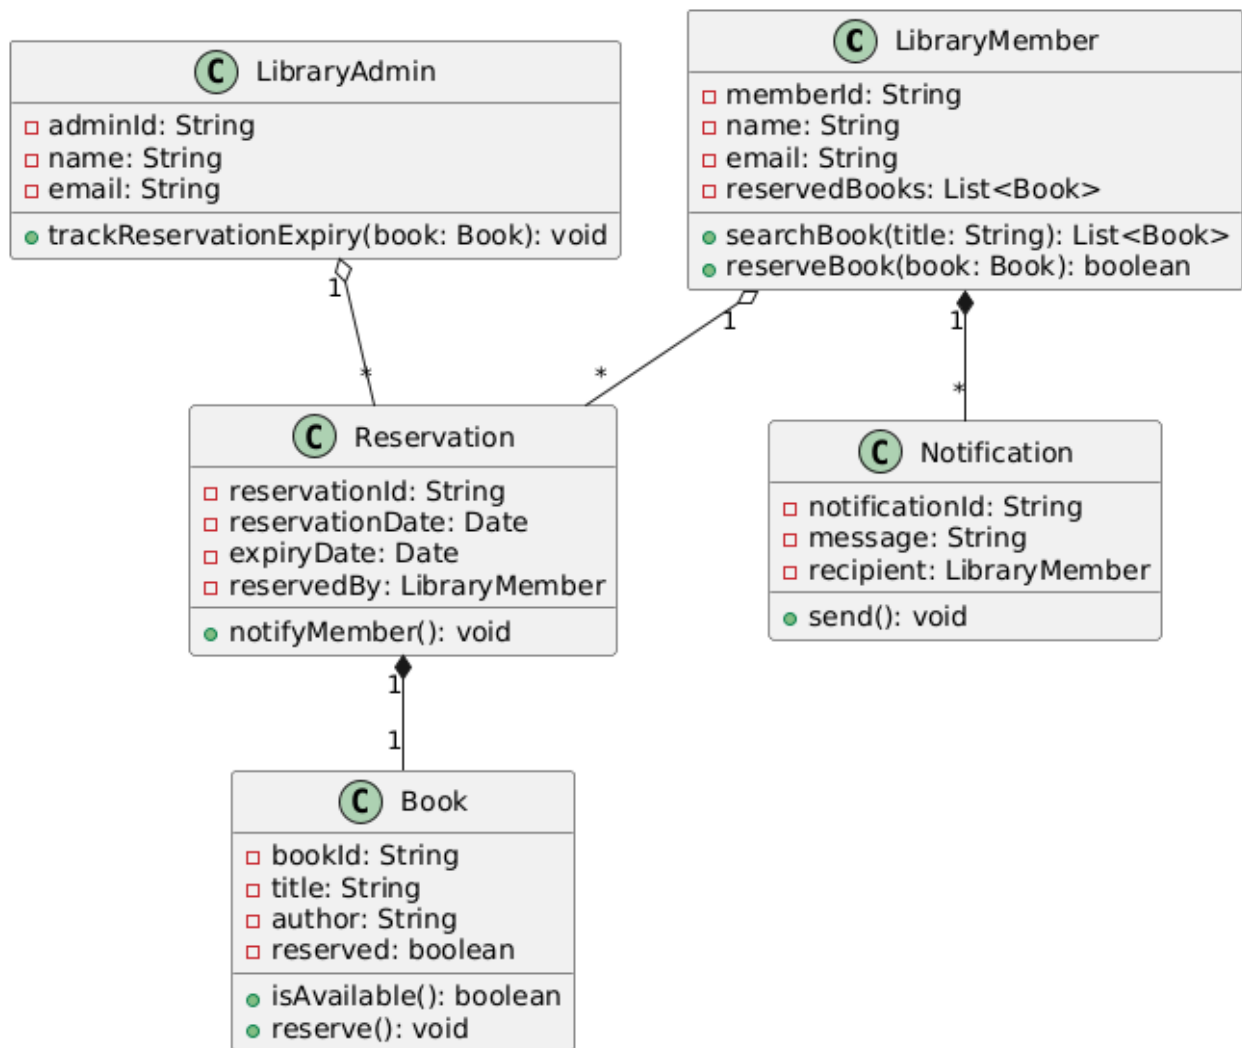 C LibraryAdmin
adminId: String
name: String
email: String
trackReservationExpiry(book: Book): void
C LibraryMember
memberId: String
name: String
email: String
reservedBooks: List<Book>
searchBook(title: String): List<Book>
reserveBook(book: Book): boolean
1
*
1
*
1
*
C Reservation
reservationId: String
reservationDate: Date
expiryDate: Date
reservedBy: LibraryMember
notifyMember(): void
C Notification
notificationId: String
message: String
recipient: LibraryMember
send(): void
1
1
C Book
bookId: String
title: String
author: String
reserved: boolean
isAvailable(): boolean
reserve(): void